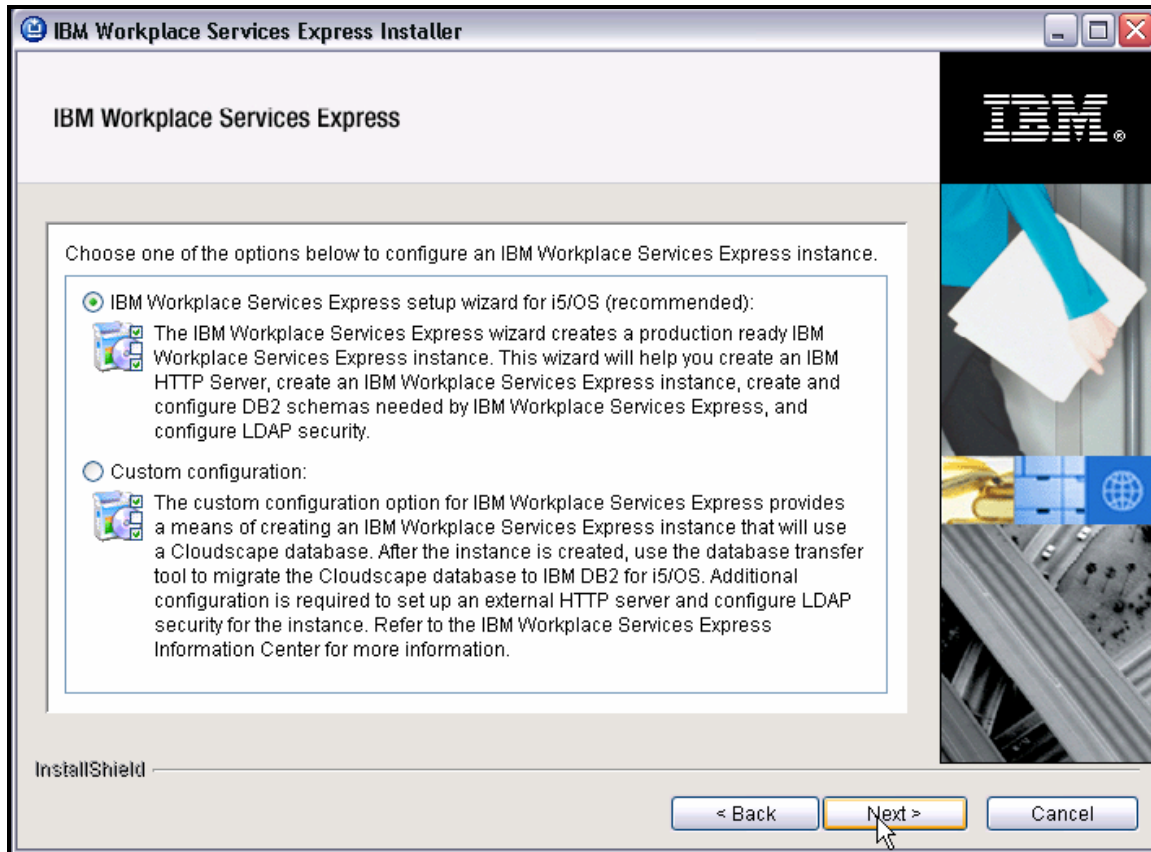 IBM Workplace Services Express Installer
IBM Workplace Services Express
IBM®
Choose one of the options below to configure an IBM Workplace Services Express instance.
IBM Workplace Services Express setup wizard for i5/OS (recommended):
The IBM Workplace Services Express wizard creates a production ready IBM
Workplace Services Express instance. This wizard will help you create an IBM
HTTP Server, create an IBM Workplace Services Express instance, create and
configure DB2 schemas needed by IBM Workplace Services Express, and
configure LDAP security.
Custom configuration:
The custom configuration option for IBM Workplace Services Express provides
a means of creating an IBM Workplace Services Express instance that will use
a Cloudscape database. After the instance is created, use the database transfer
tool to migrate the Cloudscape database to IBM DB2 for i5/OS. Additional
configuration is required to set up an external HTTP server and configure LDAP
security for the instance. Refer to the IBM Workplace Services Express
Information Center for more information.
InstallShield
< Back
Next >
Cancel